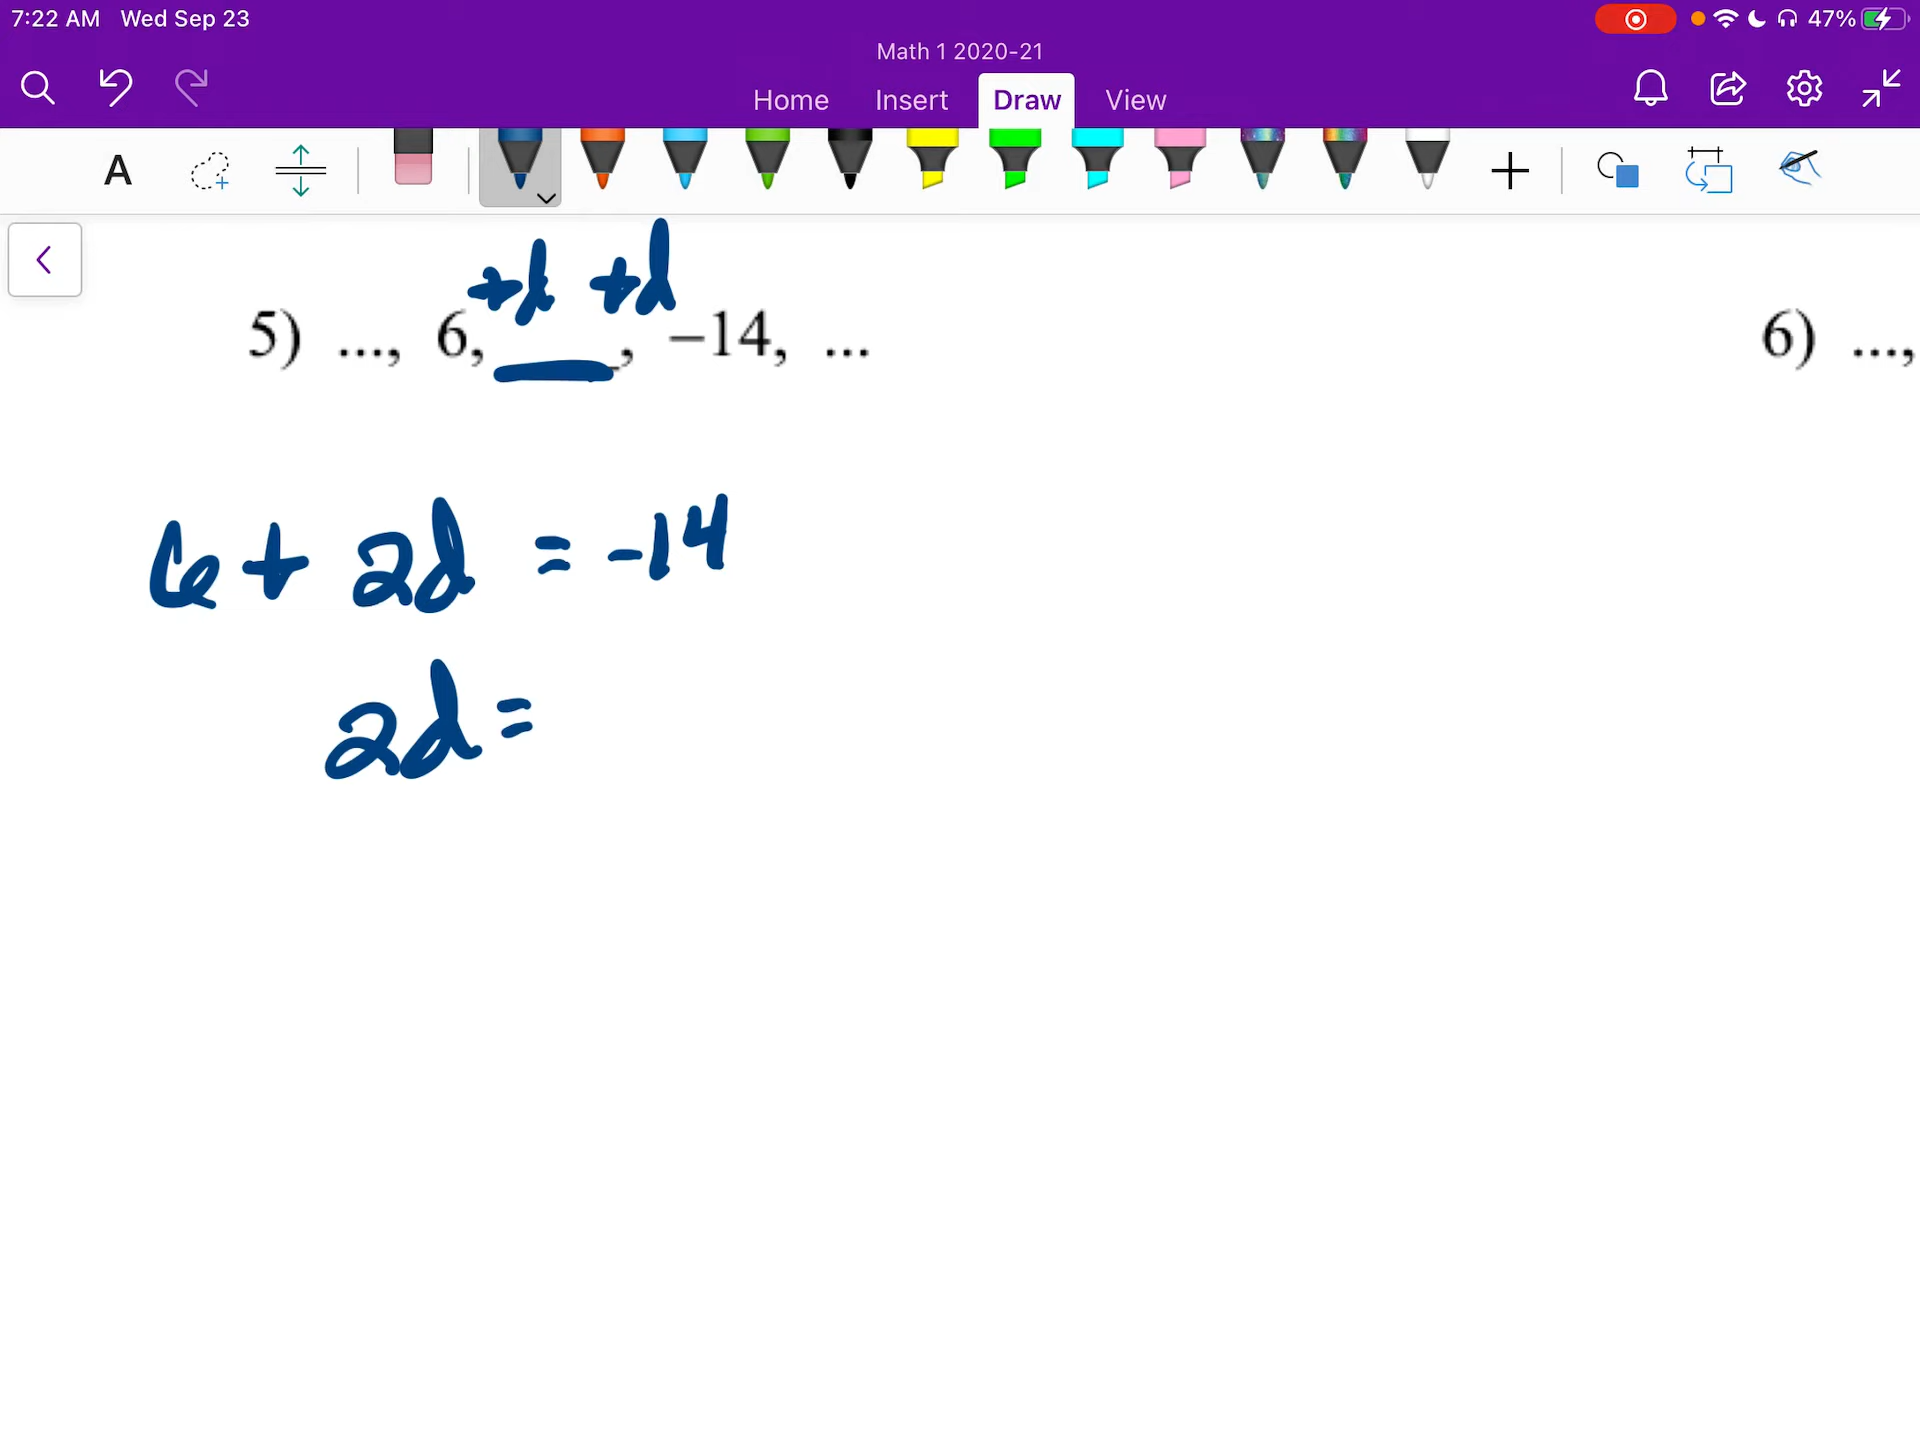 7:22 AM Wed Sep 23
47%
Math 1 2020-21
Home Insert Draw View
A
+d +d
5) ..., 6, ___, −14, ...
6) ...,
6 + 2d = -14
2d =